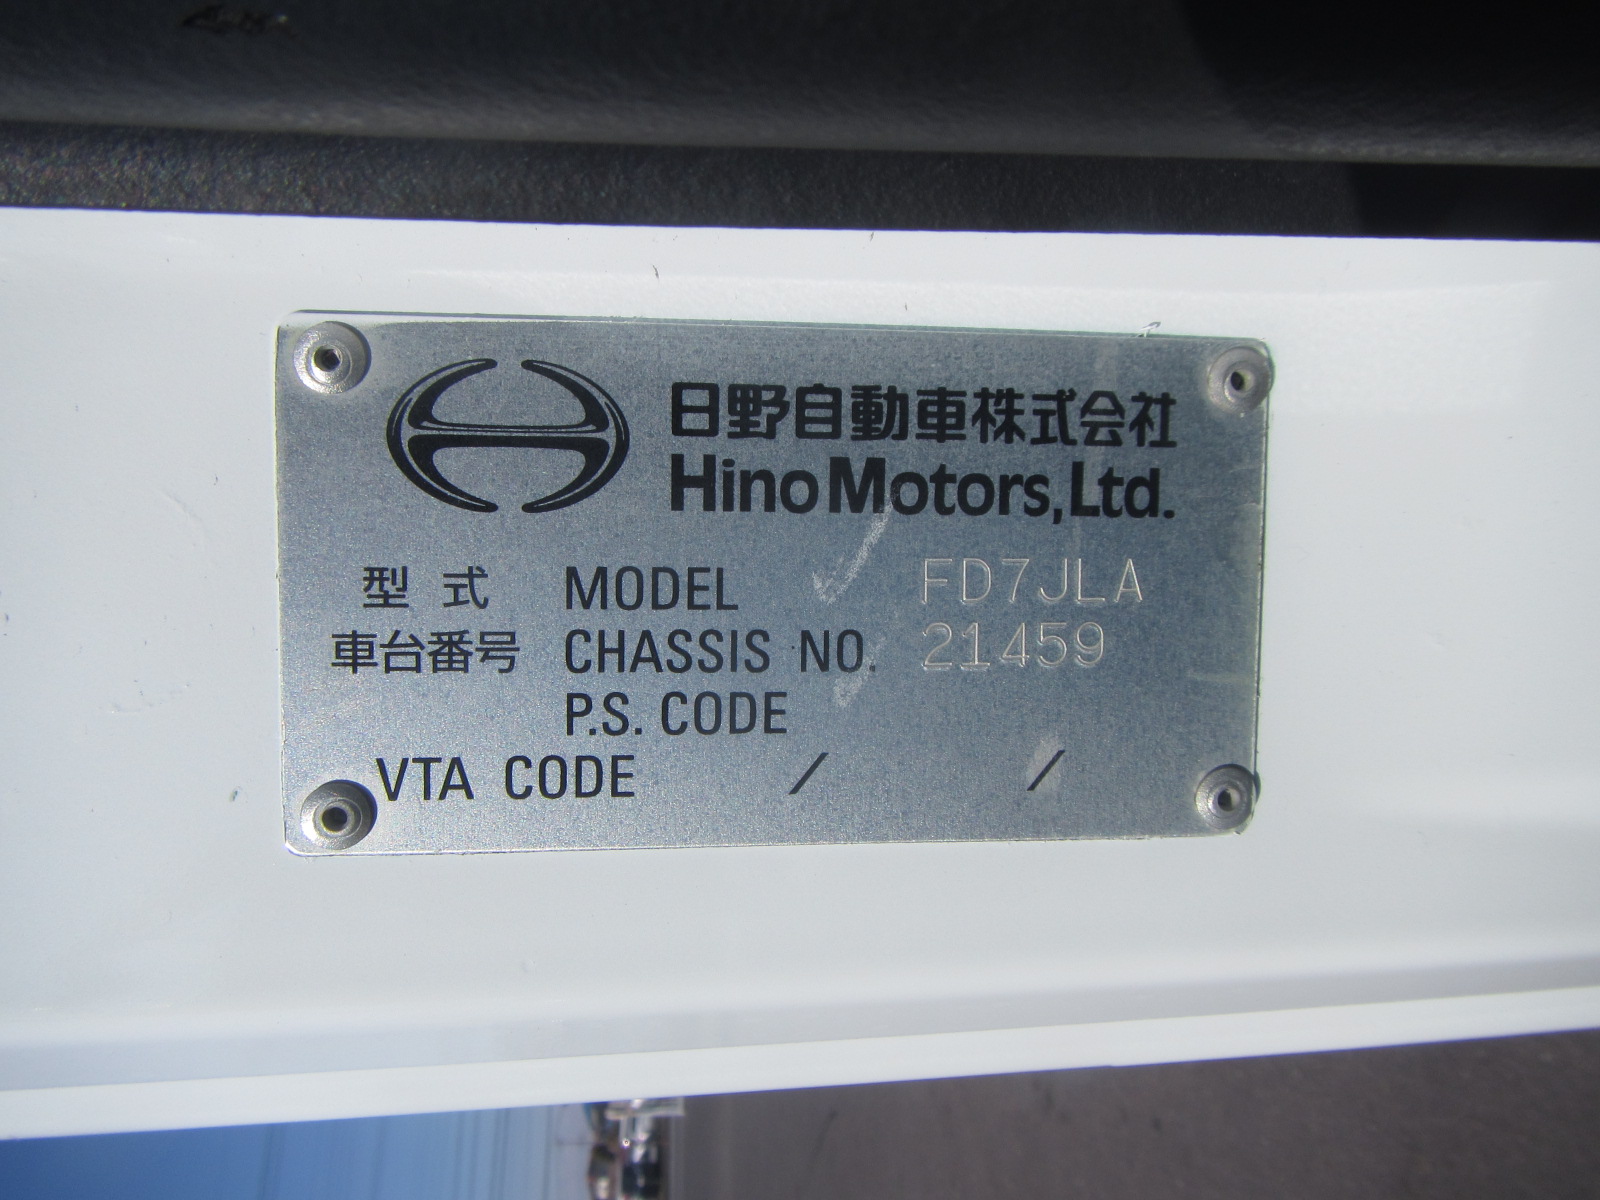 日野自動車株式会社
Hino Motors, Ltd.
型 式 MODEL FD7JLA
車台番号 CHASSIS NO. 21459
P.S. CODE
VTA CODE / /